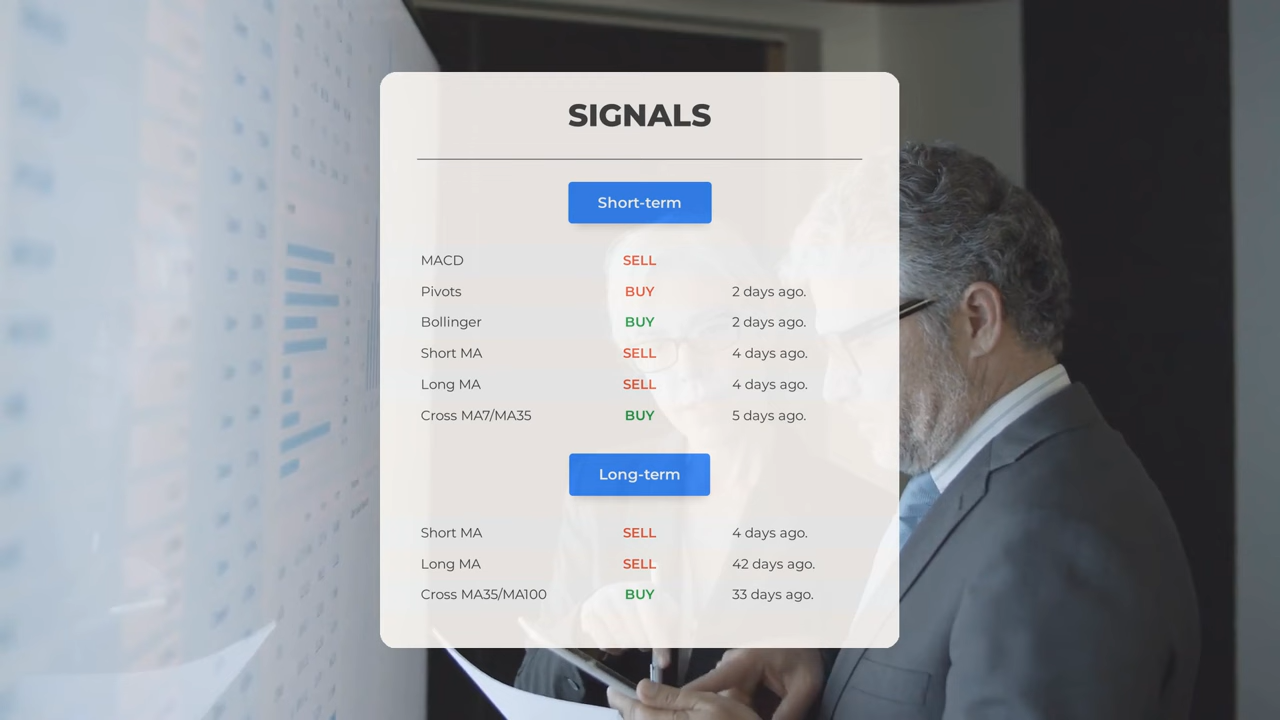 SIGNALS
Short-term
MACD SELL
Pivots BUY 2 days ago.
Bollinger BUY 2 days ago.
Short MA SELL 4 days ago.
Long MA SELL 4 days ago.
Cross MA7/MA35 BUY 5 days ago.
Long-term
Short MA SELL 4 days ago.
Long MA SELL 42 days ago.
Cross MA35/MA100 BUY 33 days ago.